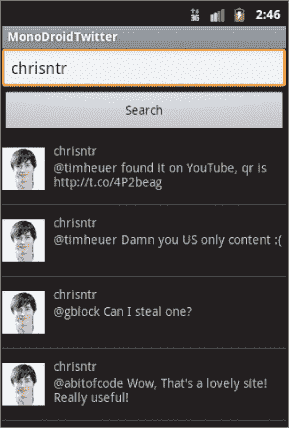 3G
2:46
MonoDroidTwitter
chrisntr
Search
chrisntr
@timheuer found it on YouTube, qr is
http://t.co/4P2beag
chrisntr
@timheuer Damn you US only content :(
chrisntr
@gblock Can I steal one?
chrisntr
@abitofcode Wow, That's a lovely site!
Really useful!